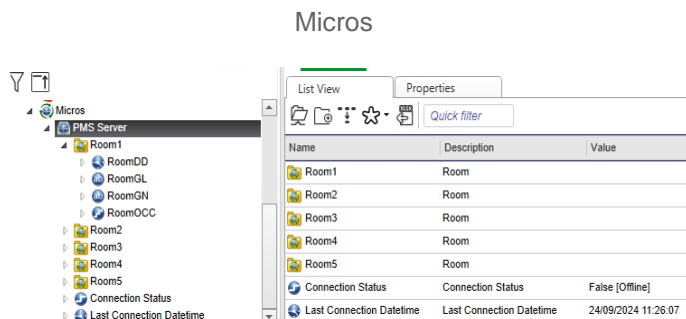 Micros
Micros
PMS Server
Room1
RoomDD
RoomGL
RoomGN
RoomOCC
Room2
Room3
Room4
Room5
Connection Status
Last Connection Datetime
List View Properties
Quick filter
Name Description Value
Room1 Room
Room2 Room
Room3 Room
Room4 Room
Room5 Room
Connection Status Connection Status False [Offline]
Last Connection Datetime Last Connection Datetime 24/09/2024 11:26:07